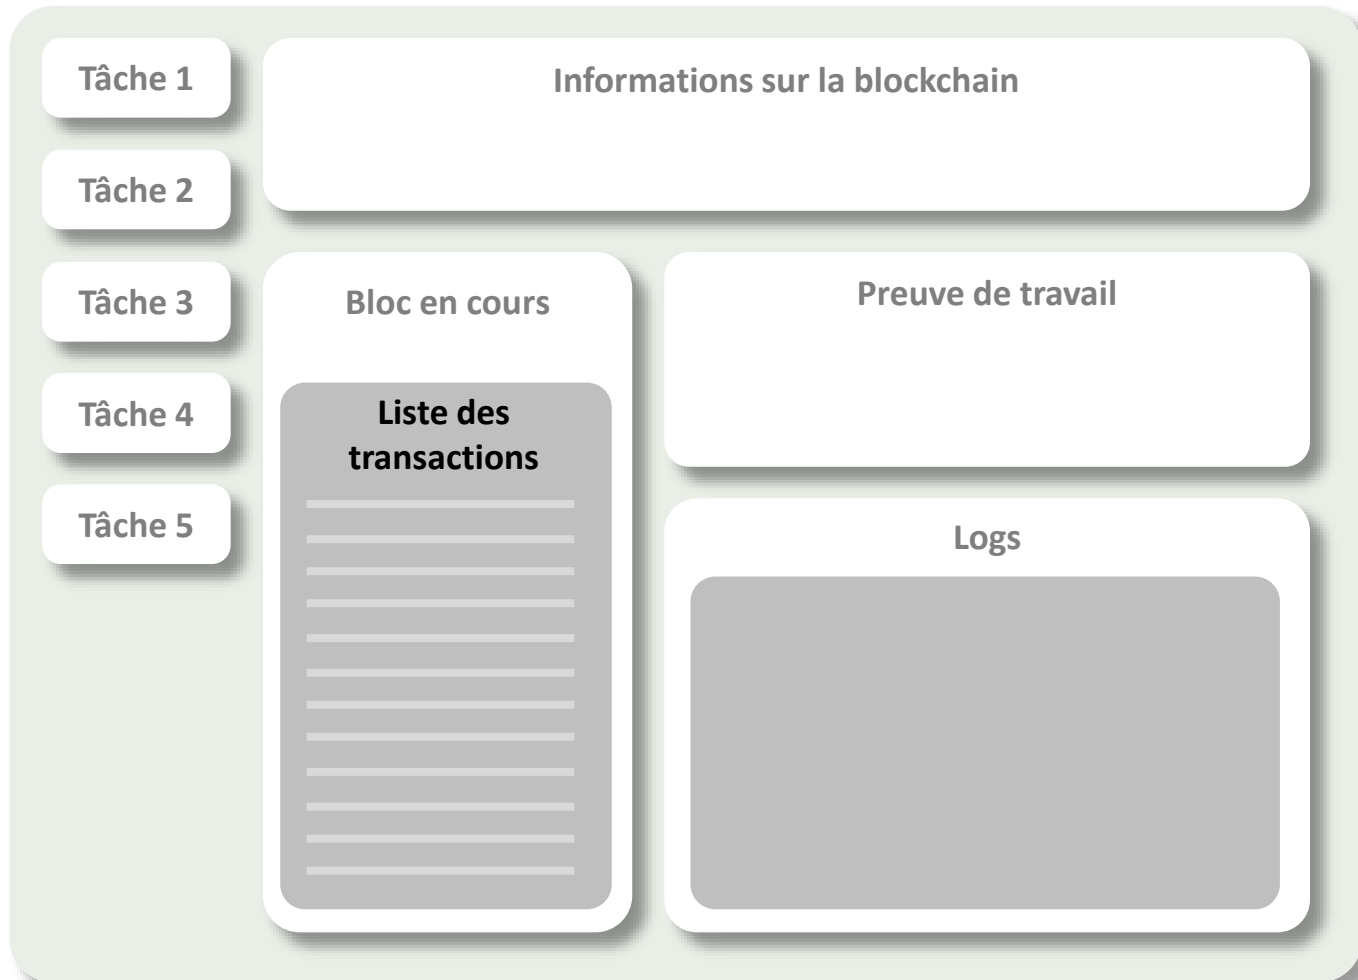 Tâche 1
Tâche 2
Tâche 3
Tâche 4
Tâche 5
Informations sur la blockchain
Bloc en cours
Liste des
transactions
Preuve de travail
Logs